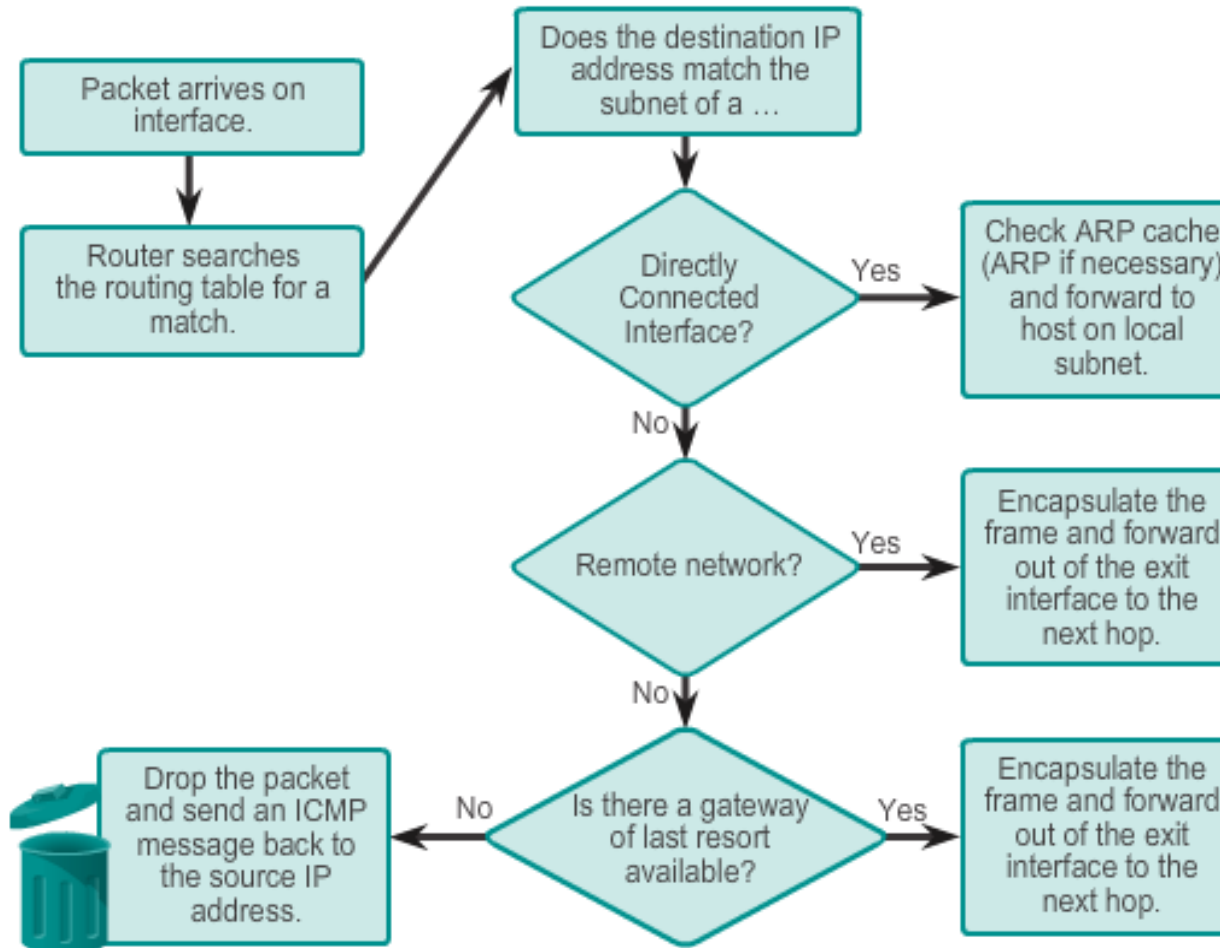 Packet arrives on
interface.
Router searches
the routing table for a
match.
Does the destination IP
address match the
subnet of a …
Directly
Connected
Interface?
Yes
Check ARP cache
(ARP if necessary)
and forward to
host on local
subnet.
No
Remote network?
Yes
Encapsulate the
frame and forward
out of the exit
interface to the
next hop.
No
Is there a gateway
of last resort
available?
Yes
Encapsulate the
frame and forward
out of the exit
interface to the
next hop.
No
Drop the packet
and send an ICMP
message back to
the source IP
address.